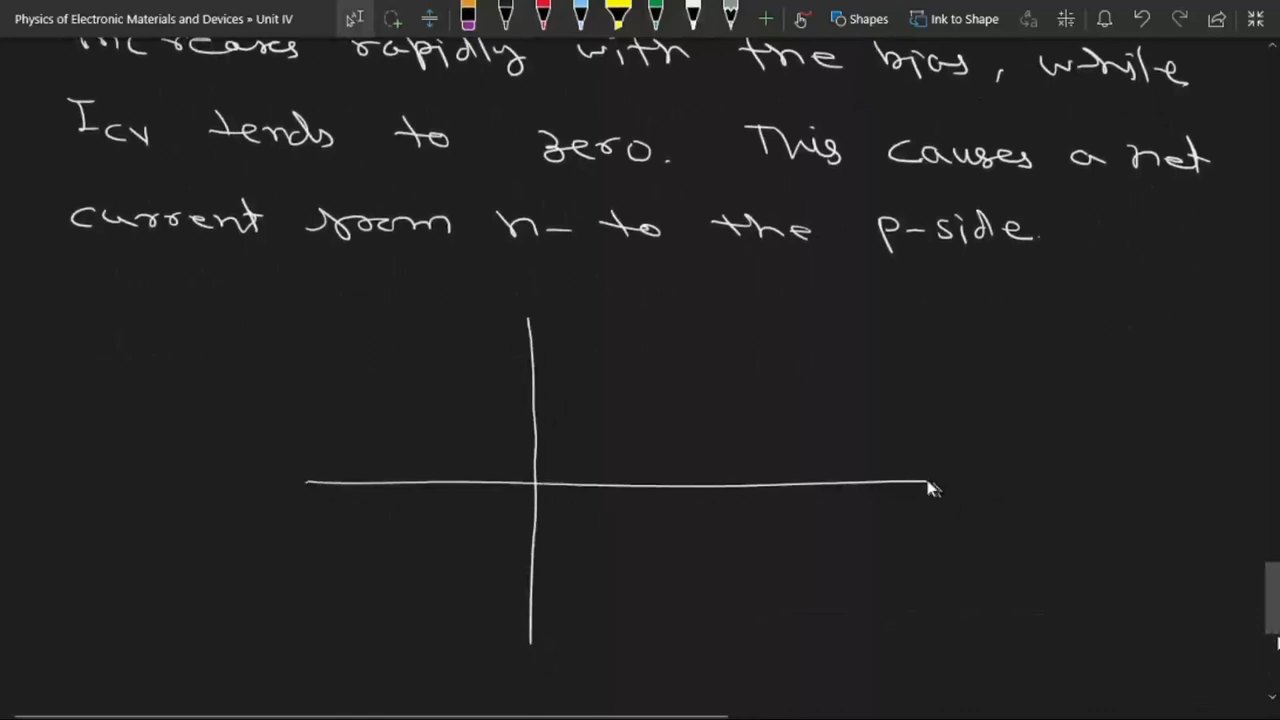 Physics of Electronic Materials and Devices » Unit IV
Shapes
Ink to Shape
increases rapidly with the bias, while
Icv tends to zero. This causes a net
current from n- to the p-side.